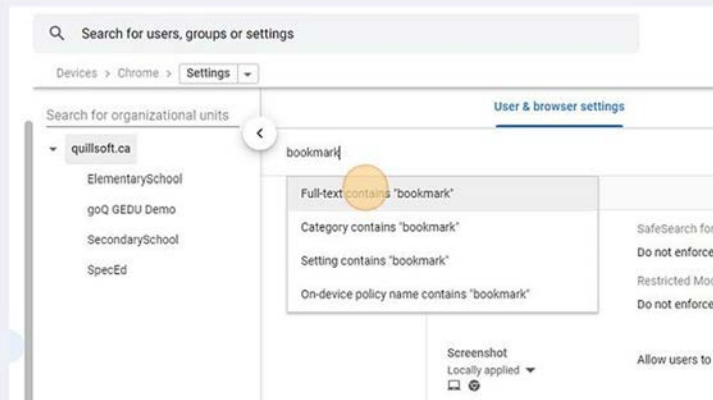 Search for users, groups or settings
Devices > Chrome > Settings
Search for organizational units
User & browser settings
quillsoft.ca
bookmark
ElementarySchool
Full-text contains "bookmark"
goQ GEDU Demo
Category contains "bookmark"
SafeSearch for
SecondarySchool
Do not enforce
Setting contains "bookmark"
SpecEd
Restricted Mod
On-device policy name contains "bookmark"
Do not enforce
Screenshot
Locally applied
Allow users to